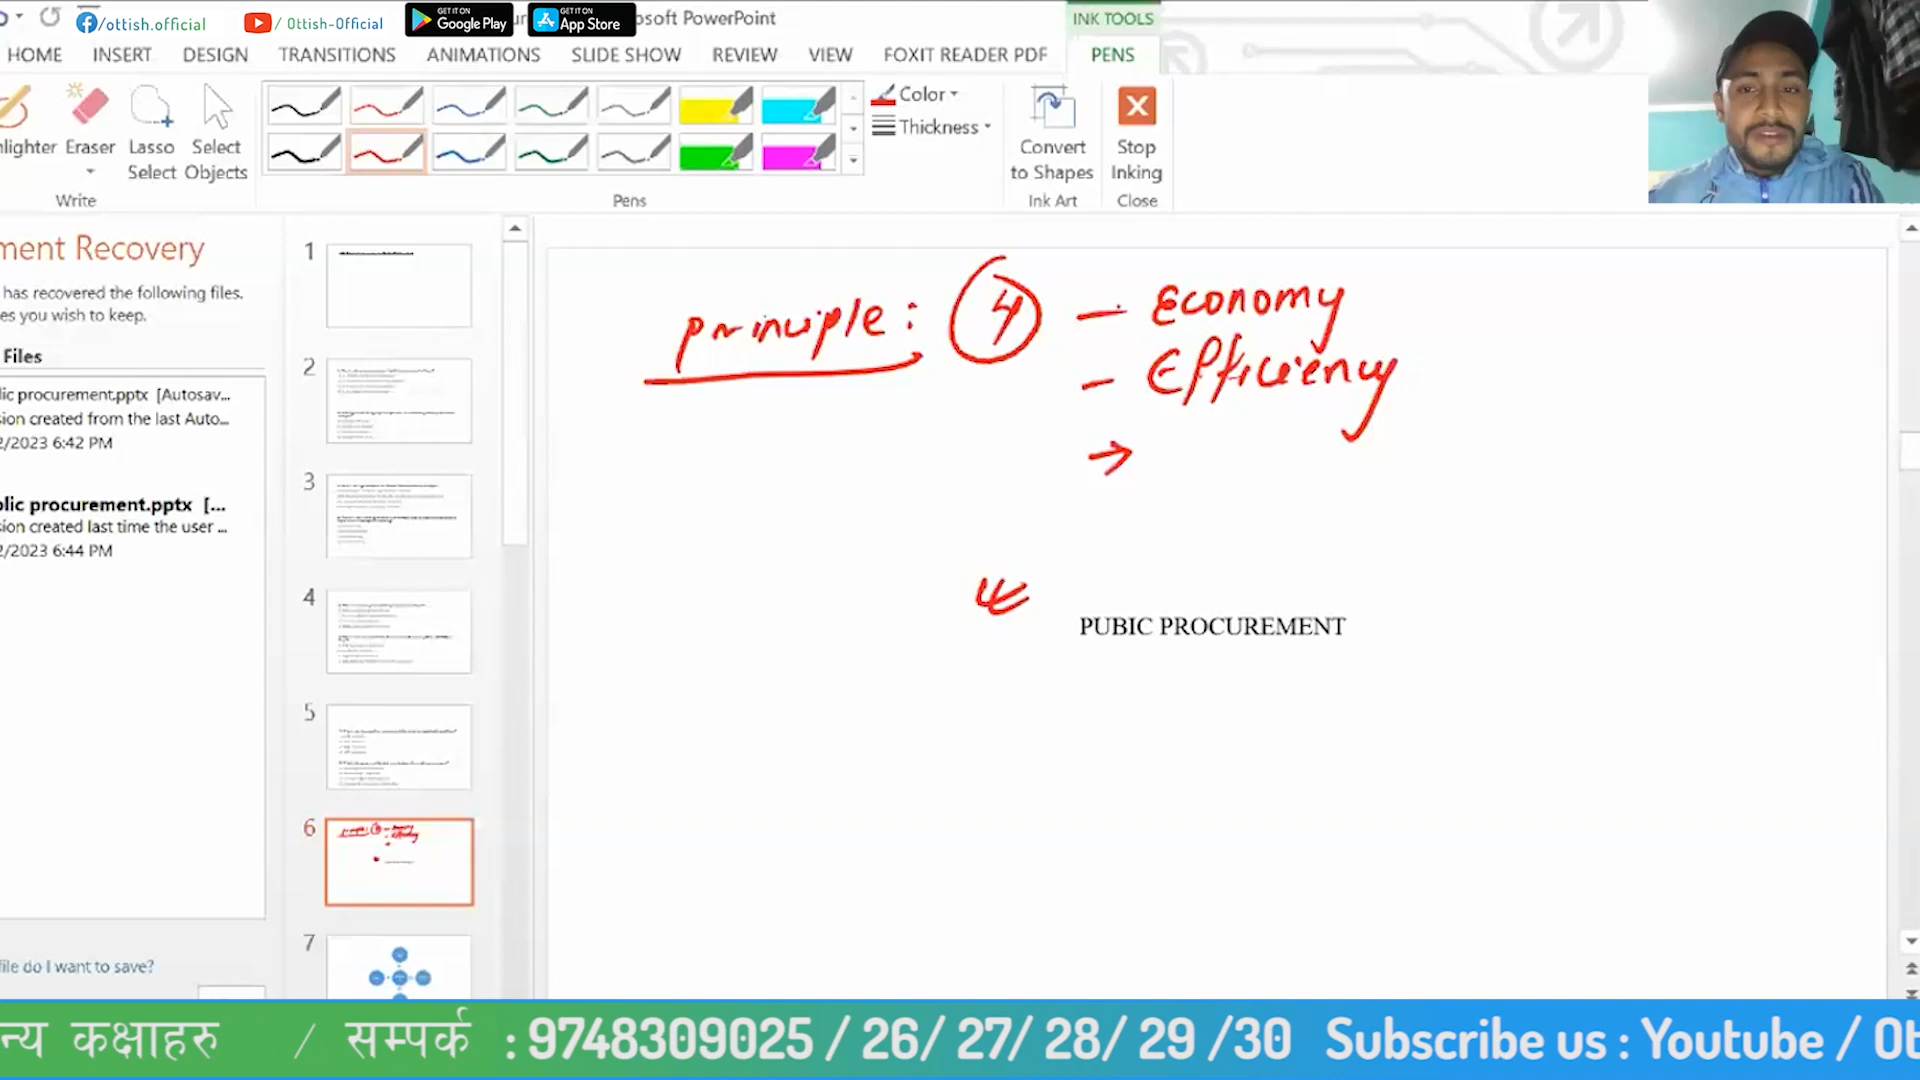 /ottish.official / Ottish-Official GET IT ON Google Play GET IT ON App Store osoft PowerPoint INK TOOLS
HOME INSERT DESIGN TRANSITIONS ANIMATIONS SLIDE SHOW REVIEW VIEW FOXIT READER PDF PENS
hlighter Eraser Lasso Select Select Objects
Color
Thickness
Convert to Shapes
Stop Inking
Write Pens Ink Art Close
ment Recovery
has recovered the following files.
es you wish to keep.
Files
lic procurement.pptx [Autosav...
sion created from the last Auto...
2/2023 6:42 PM
blic procurement.pptx [...
sion created last time the user ...
2/2023 6:44 PM
file do I want to save?
1
2
3
4
5
6
7
principle: 4 – Economy
– Efficiency
→
PUBIC PROCUREMENT
न्य कक्षाहरु / सम्पर्क : 9748309025 / 26/ 27/ 28/ 29 /30 Subscribe us : Youtube / Ot